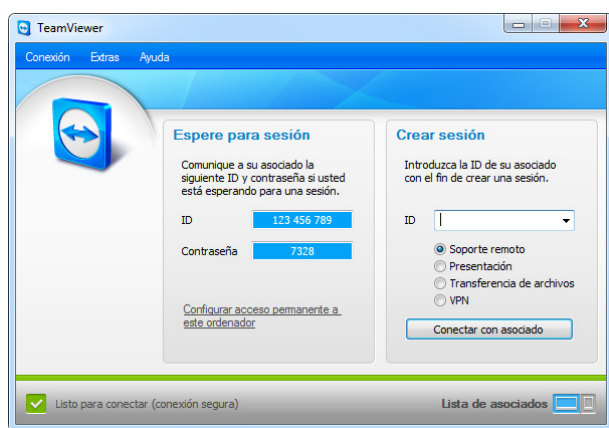 TeamViewer
Conexión Extras Ayuda
Espere para sesión
Comunique a su asociado la
siguiente ID y contraseña si usted
está esperando para una sesión.
ID 123 456 789
Contraseña 7328
Configurar acceso permanente a
este ordenador
Crear sesión
Introduzca la ID de su asociado
con el fin de crear una sesión.
ID
Soporte remoto
Presentación
Transferencia de archivos
VPN
Conectar con asociado
Listo para conectar (conexión segura)
Lista de asociados